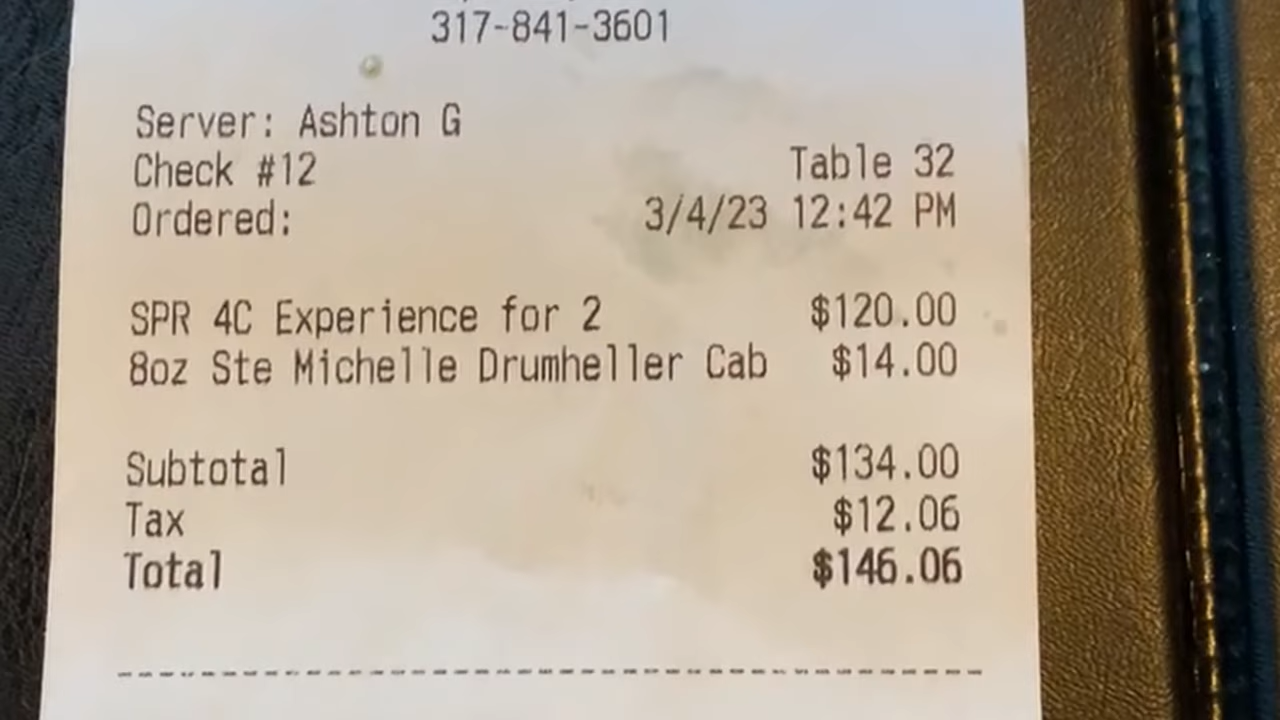 317-841-3601
Server: Ashton G
Check #12 Table 32
Ordered: 3/4/23 12:42 PM
SPR 4C Experience for 2 $120.00
8oz Ste Michelle Drumheller Cab $14.00
Subtotal $134.00
Tax $12.06
Total $146.06